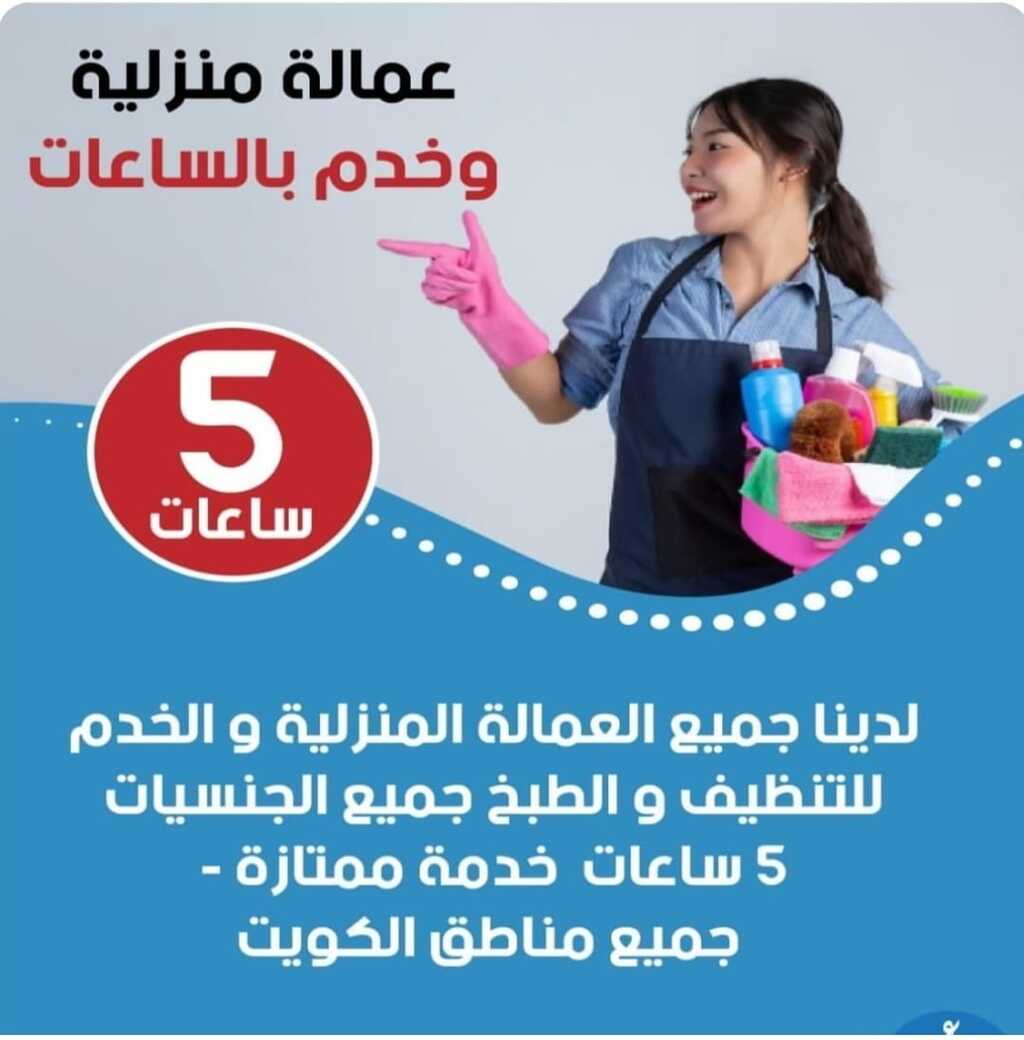 عمالة منزلية
وخدم بالساعات
5
ساعات
لدينا جميع العمالة المنزلية و الخدم
للتنظيف و الطبخ جميع الجنسيات
5 ساعات خدمة ممتازة -
جميع مناطق الكويت